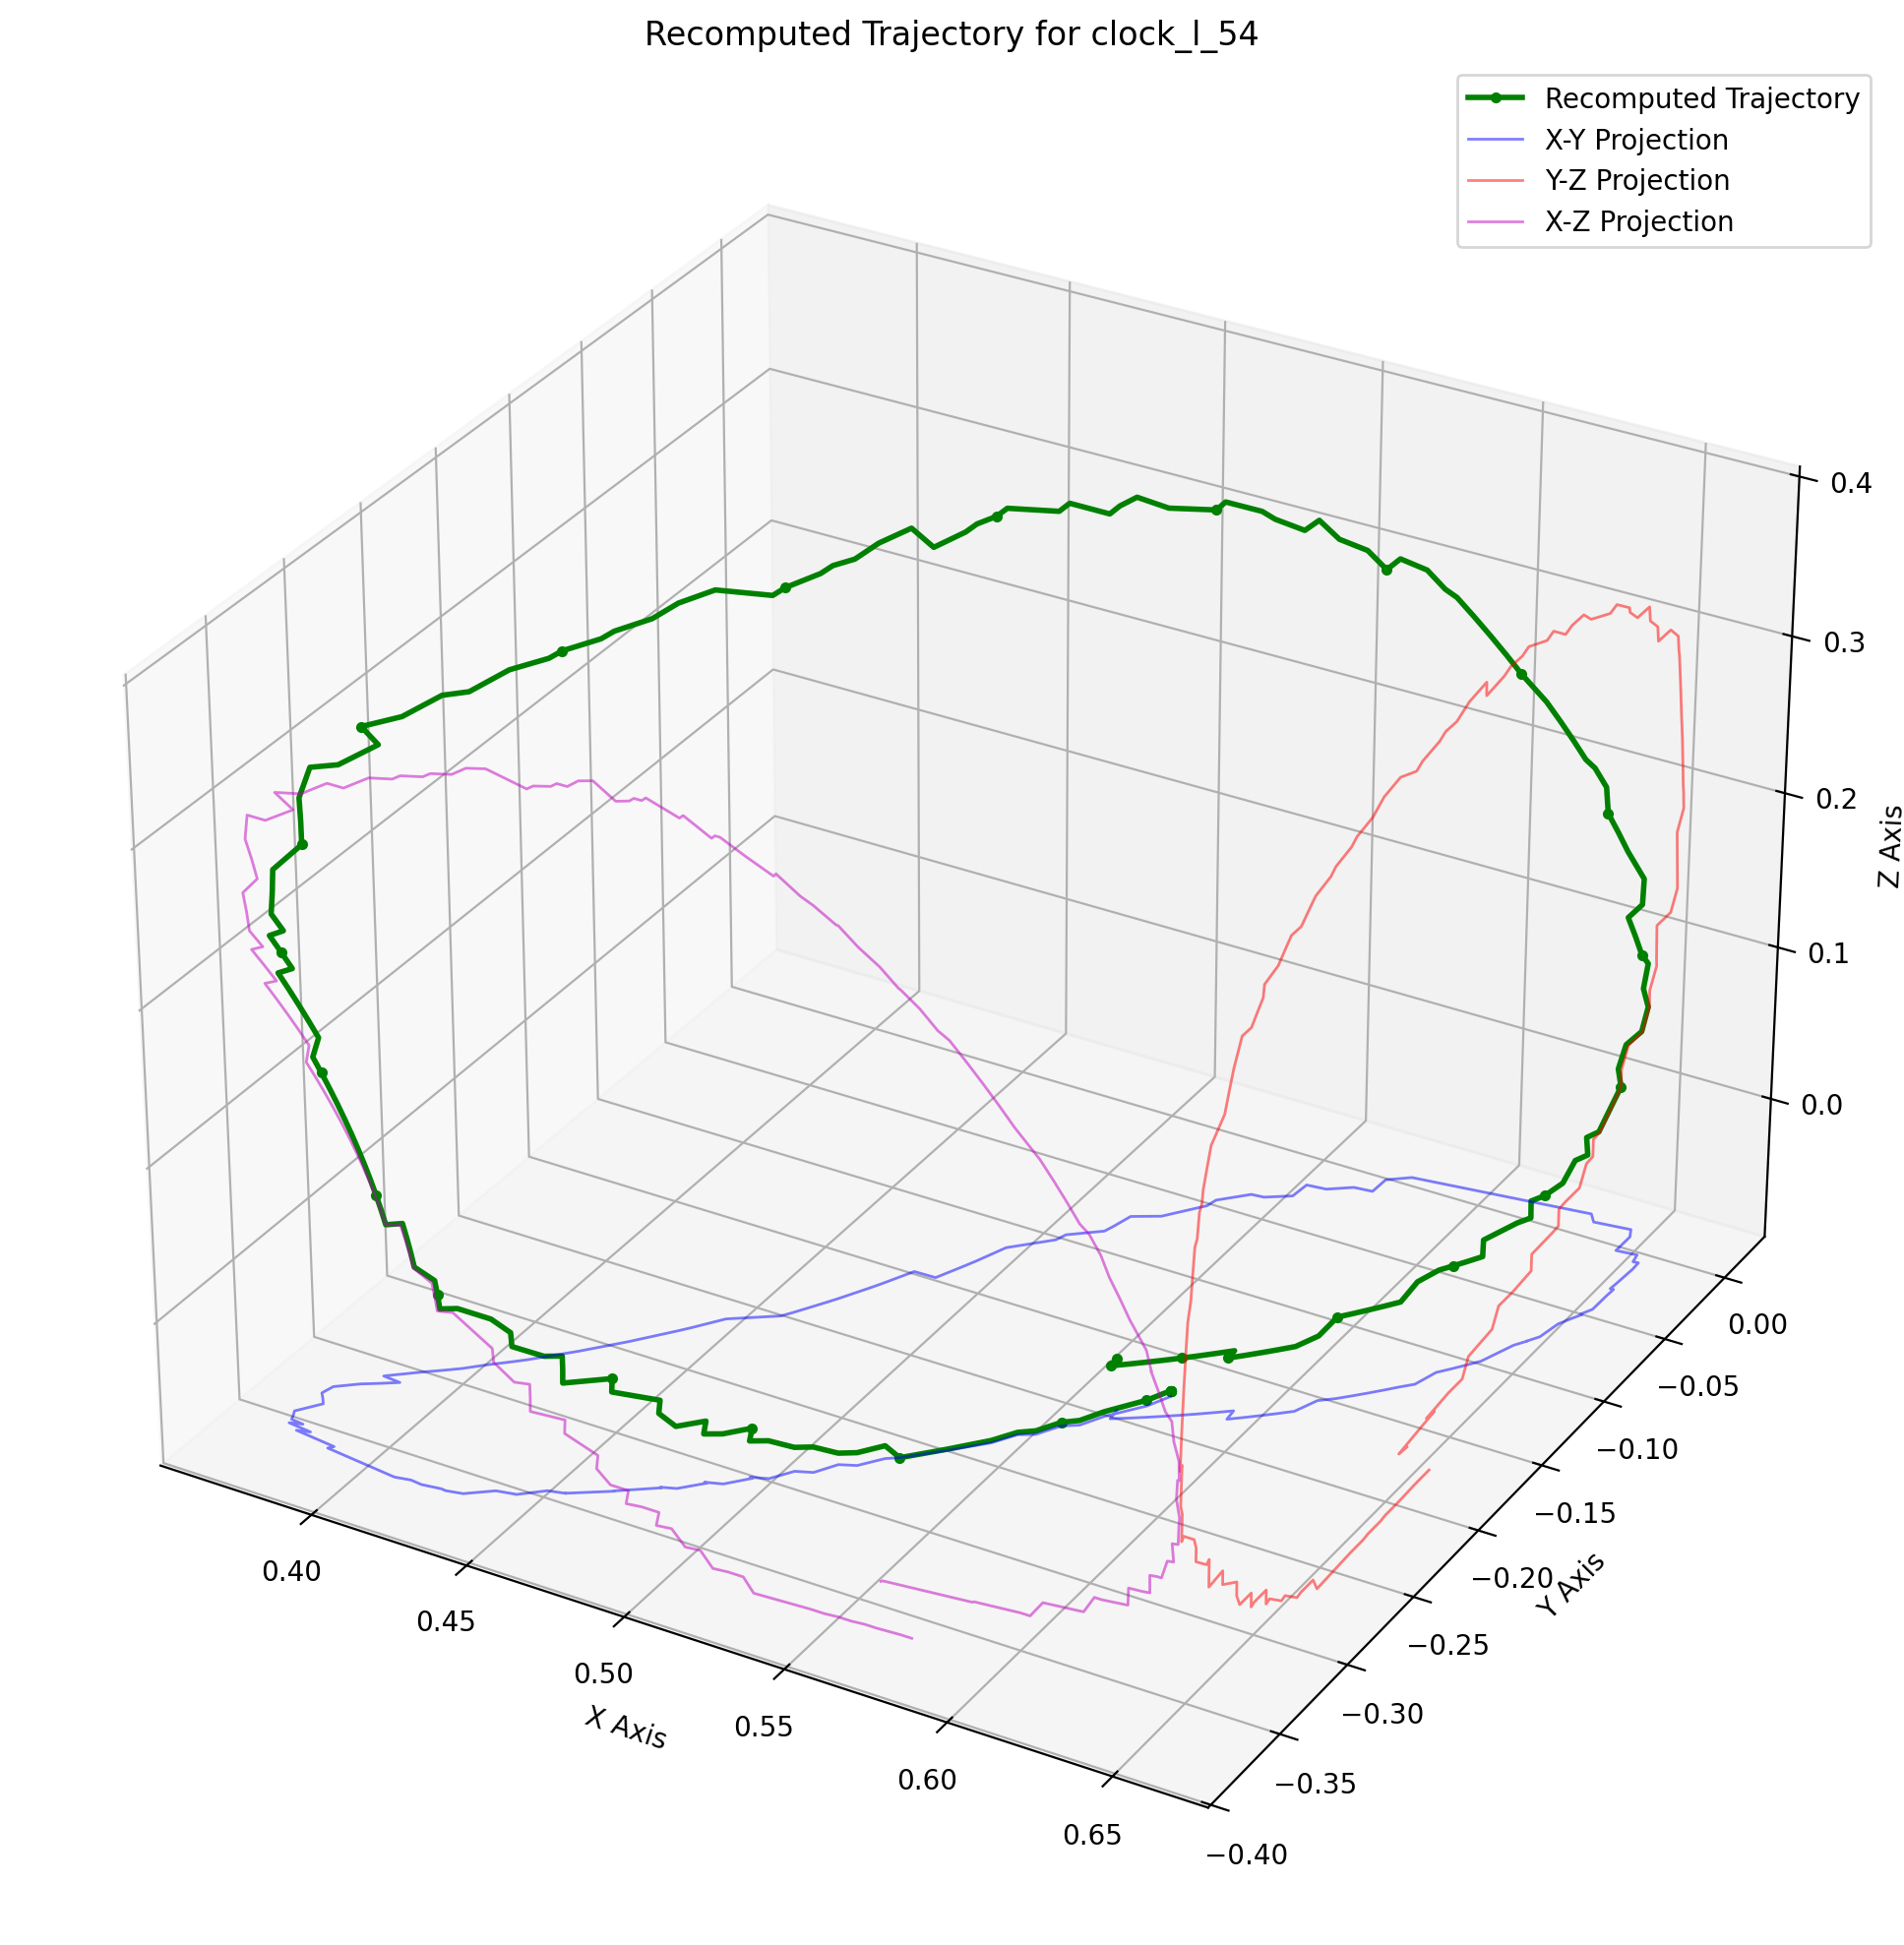 Recomputed Trajectory for clock_l_54
Recomputed Trajectory
X-Y Projection
Y-Z Projection
X-Z Projection
0.4
0.3
0.2
0.1
0.0
Z Axis
0.00
−0.05
−0.10
−0.15
−0.20
−0.25
−0.30
−0.35
−0.40
Y Axis
0.40
0.45
0.50
0.55
0.60
0.65
X Axis